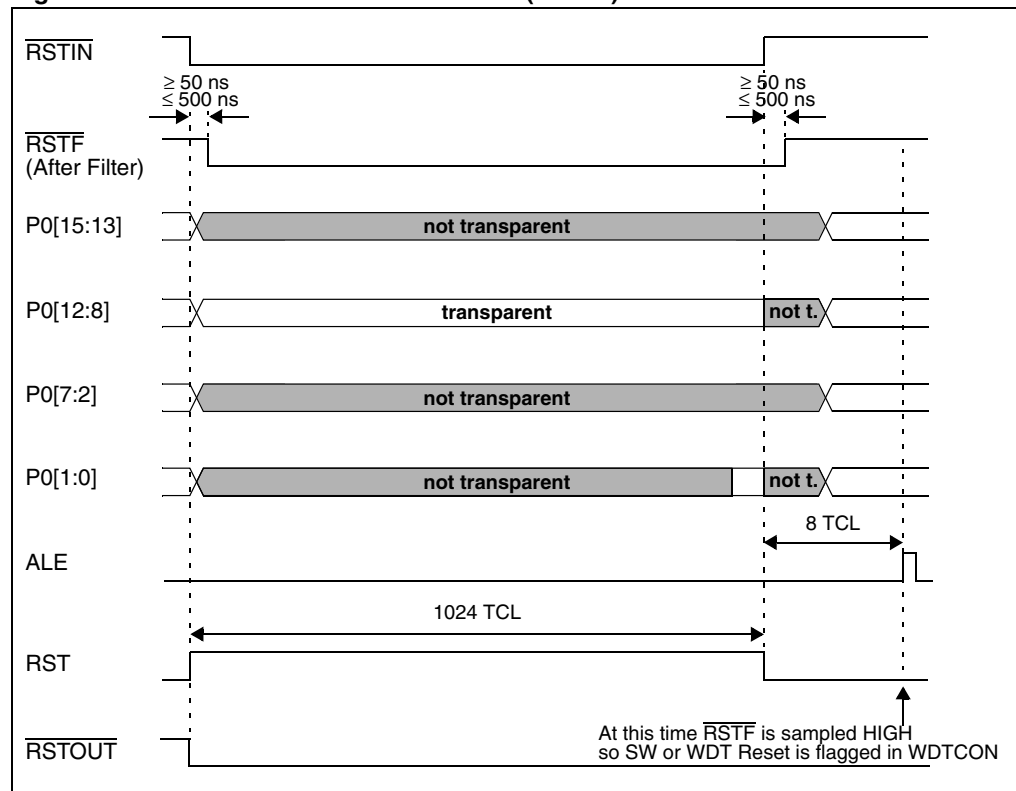 RSTIN
≥ 50 ns
≤ 500 ns
≥ 50 ns
≤ 500 ns
RSTF
(After Filter)
P0[15:13]
not transparent
P0[12:8]
transparent
not t.
P0[7:2]
not transparent
P0[1:0]
not transparent
not t.
8 TCL
ALE
1024 TCL
RST
At this time RSTF is sampled HIGH
so SW or WDT Reset is flagged in WDTCON
RSTOUT